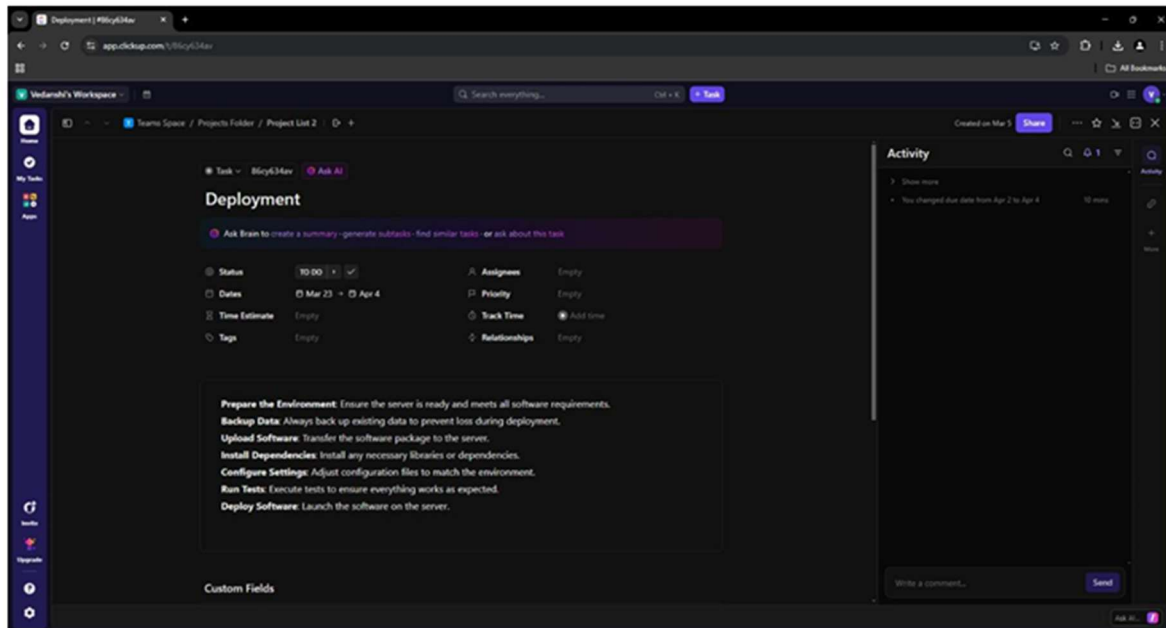 Deployment | #86cy634av
app.clickup.com/t/86cy634av
All Bookmarks
Vedanshi's Workspace
Search everything...
Ctrl + K
+ Task
V
Home
My Tasks
Apps
Invite
Upgrade
Teams Space / Projects Folder / Project List 2
Created on Mar 5
Share
Task
86cy634av
Ask AI
Deployment
Ask Brain to create a summary - generate subtasks - find similar tasks - or ask about this task
Status TO DO
Assignees Empty
Dates Mar 23 → Apr 4
Priority Empty
Time Estimate Empty
Track Time Add time
Tags Empty
Relationships Empty
Prepare the Environment: Ensure the server is ready and meets all software requirements.
Backup Data: Always back up existing data to prevent loss during deployment.
Upload Software: Transfer the software package to the server.
Install Dependencies: Install any necessary libraries or dependencies.
Configure Settings: Adjust configuration files to match the environment.
Run Tests: Execute tests to ensure everything works as expected.
Deploy Software: Launch the software on the server.
Custom Fields
Activity
1
Show more
You changed due date from Apr 2 to Apr 4
10 mins
Write a comment...
Send
Activity
More
Ask AI...